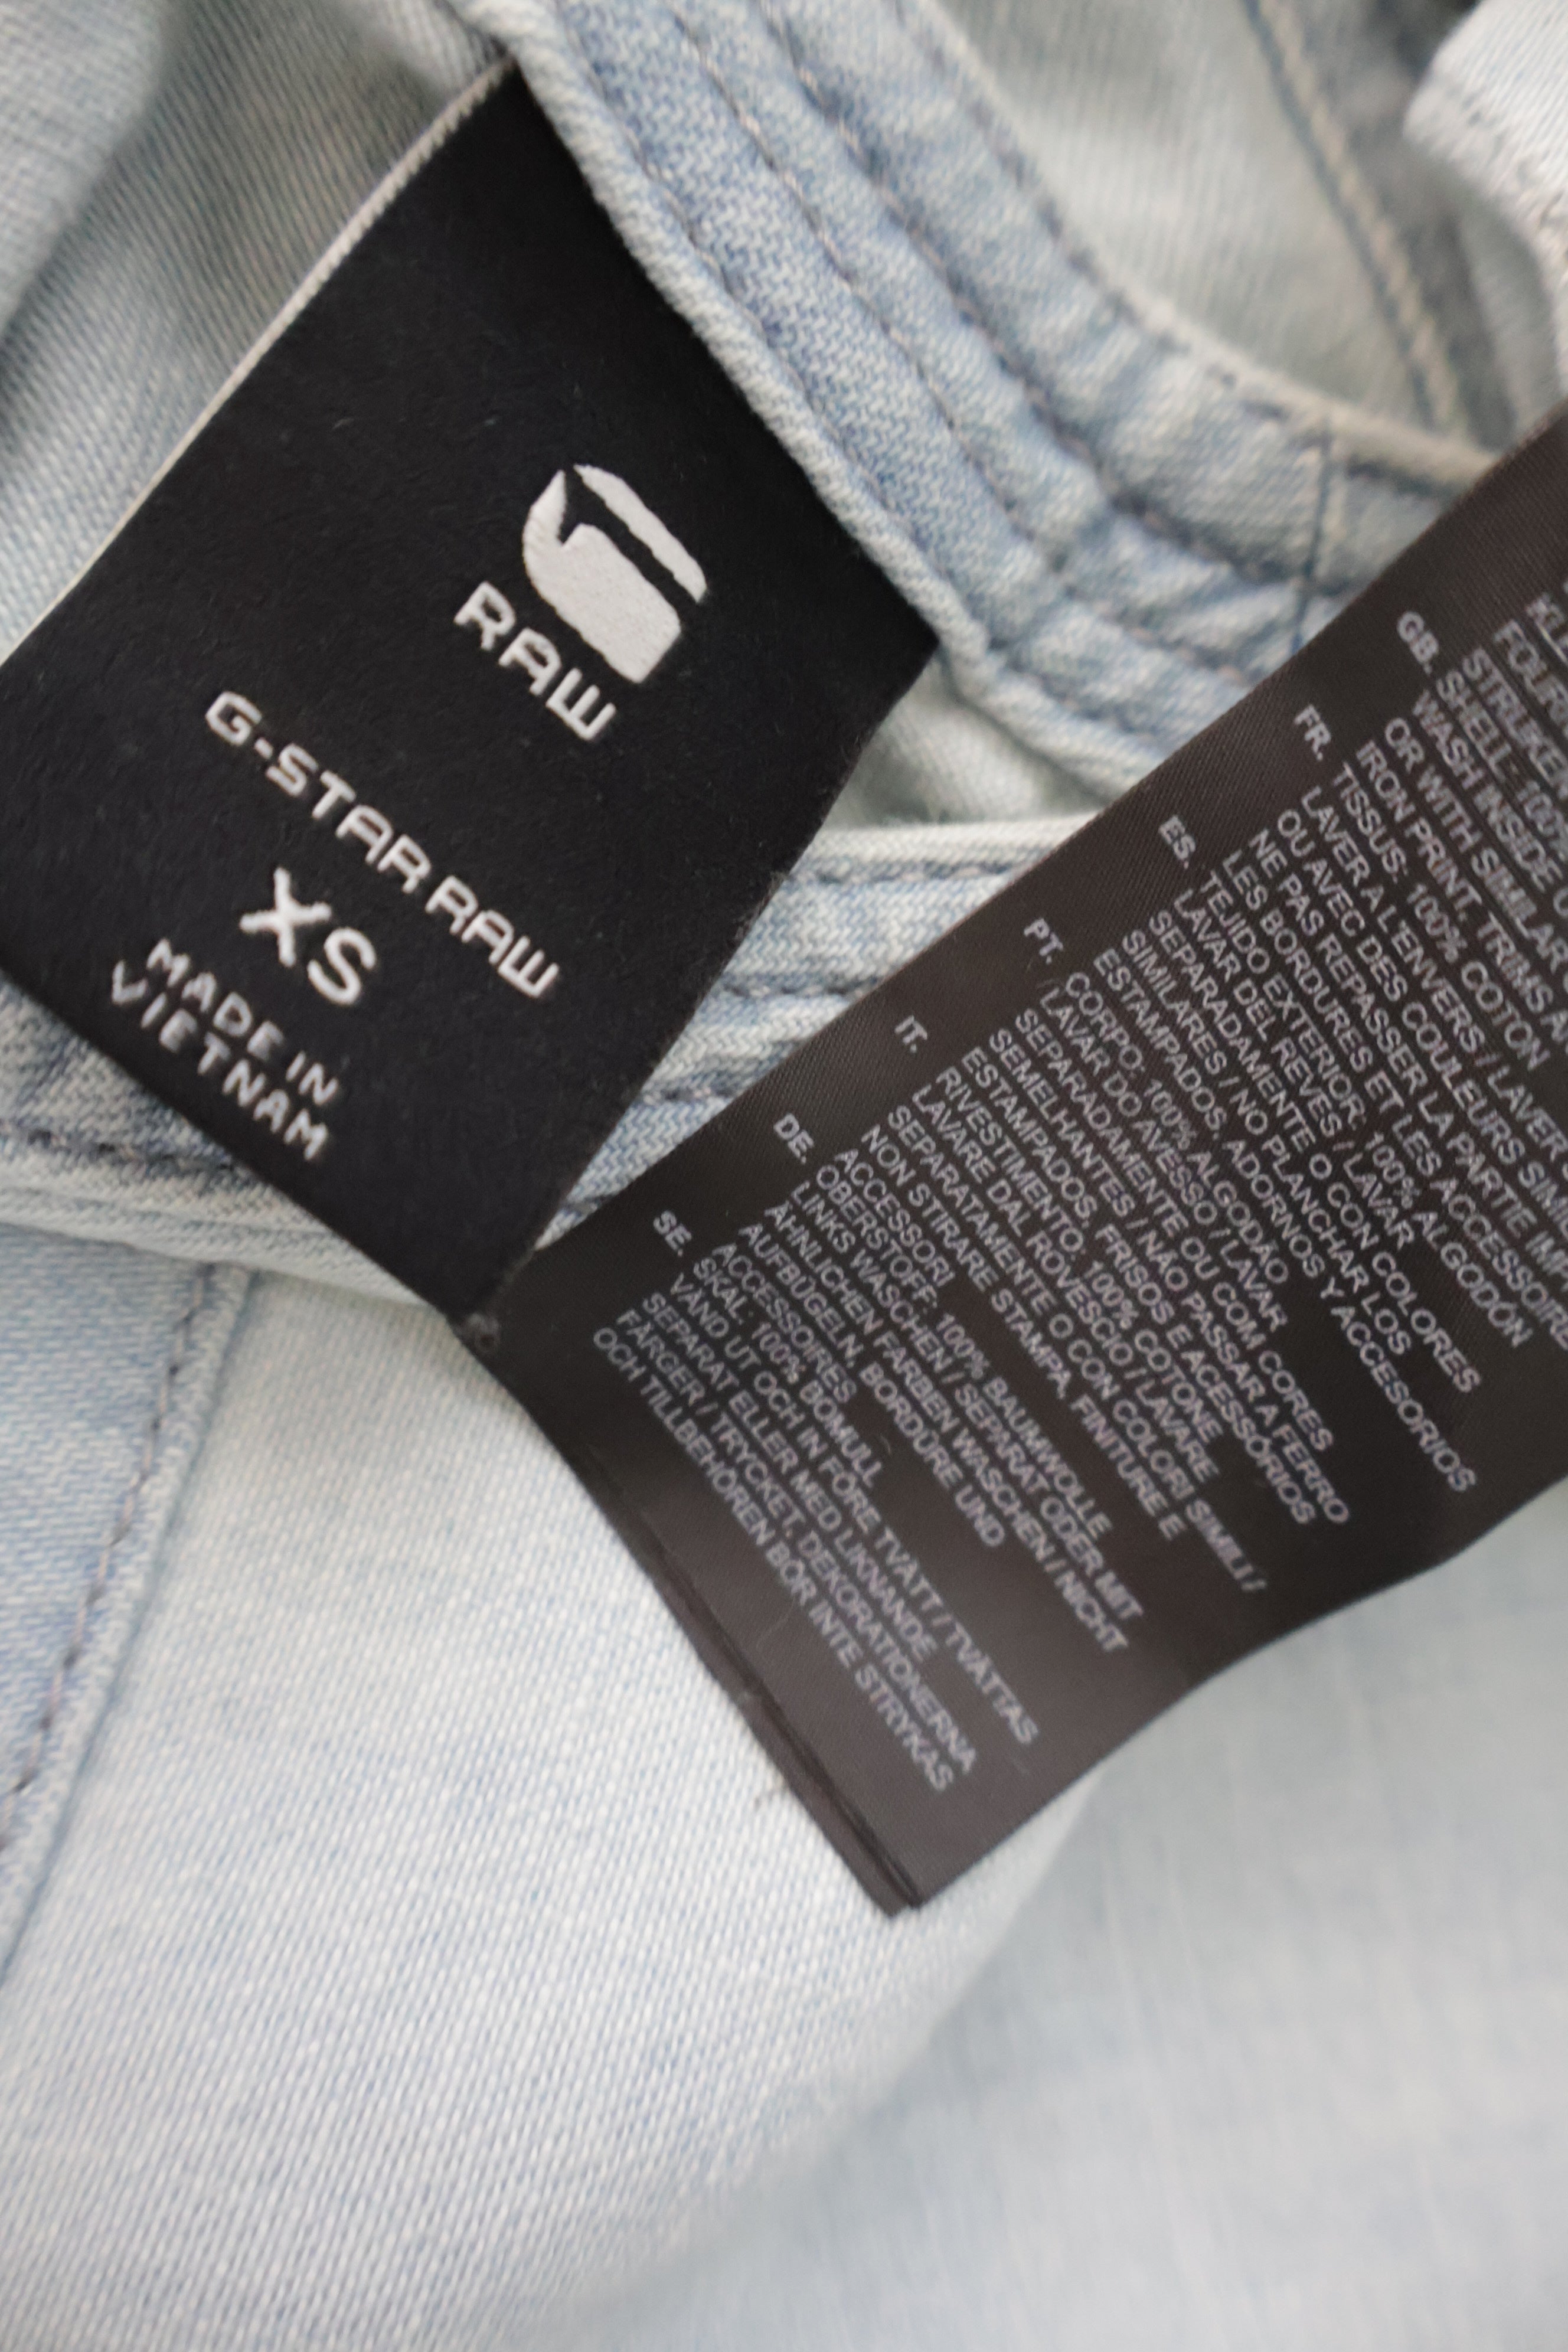 RAW
G-STAR RAW
XS
MADE IN
VIETNAM
GB. SHELL: 100%
WASH INSIDE
OR WITH SIMILAR
IRON PRINT, TRIMS
FR. TISSUS: 100% COTON
LAVER A L'ENVERS / LAVER
OU AVEC DES COULEURS
NE PAS REPASSER LA PARTIE
LES BORDURES ET LES
ES. TEJIDO EXTERIOR: 100% ALGODÓN
LAVAR DEL REVÉS / LAVAR
SEPARADAMENTE O CON COLORES
SIMILARES / NO PLANCHAR LOS
ESTAMPADOS, ADORNOS Y ACCESORIOS
PT. CORPO: 100% ALGODÃO
/ LAVAR DO AVESSO / LAVAR
SEPARADAMENTE OU COM CORES
SEMELHANTES / NÃO PASSAR A FERRO
ESTAMPADOS, FRISOS E ACESSÓRIOS
IT. RIVESTIMENTO: 100% COTONE
LAVARE DAL ROVESCIO / LAVARE
SEPARATAMENTE O CON COLORI SIMILI /
NON STIRARE STAMPA, FINITURE E
ACCESSORI
DE. OBERSTOFF: 100% BAUMWOLLE
LINKS WASCHEN / SEPARAT ODER MIT
ÄHNLICHEN FARBEN WASCHEN / NICHT
AUFBÜGELN, BORDÜRE UND
ACCESSORES
SE. SKAL: 100% BOMULL
VÄND UT OCH IN FÖRE TVÄTT / TVÄTTAS
SEPARAT ELLER MED LIKNANDE
FÄRGER / TRYCKET, DEKORATIONERNA
OCH TILLBEHÖREN BÖR INTE STRYKAS